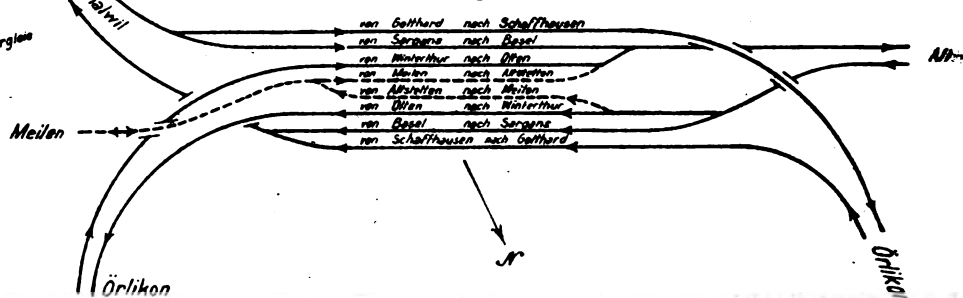 von Gotthard nach Schaffhausen
von Sargans nach Basel
von Winterthur nach Olten
von Meilen nach Altstetten
von Altstetten nach Meilen
von Olten nach Winterthur
von Basel nach Sargans
von Schaffhausen nach Gotthard
Meilen
N
Örlikon